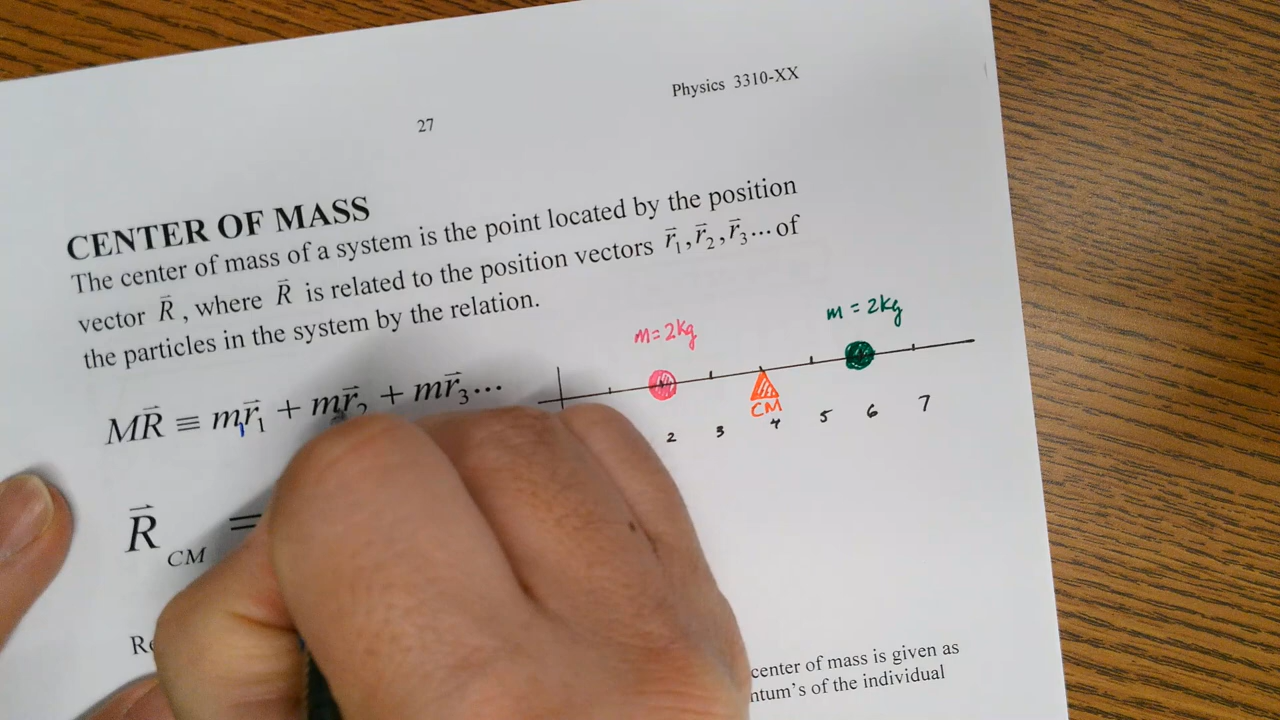 Physics 3310-XX
27
CENTER OF MASS
The center of mass of a system is the point located by the position
vector R⃗ , where R⃗ is related to the position vectors r⃗₁, r⃗₂, r⃗₃... of
the particles in the system by the relation.
m = 2kg
m = 2kg
MR⃗ ≡ m₁r⃗₁ + mr⃗₂ + mr⃗₃...
CM
2 3 4 5 6 7
R⃗ CM =
center of mass is given as
of the individual